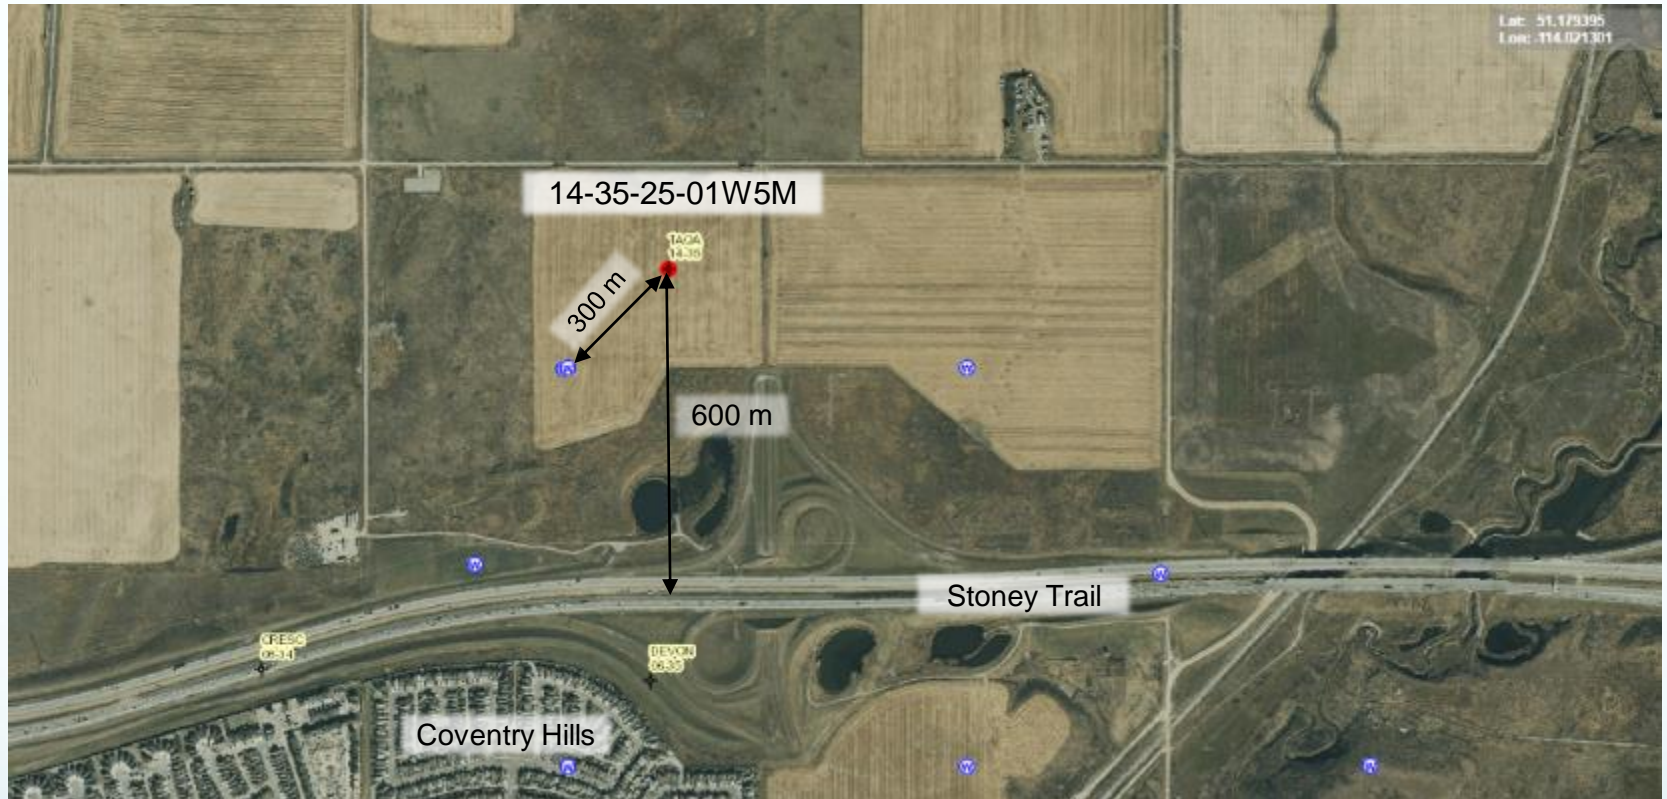 Lat: 51.179395
Lon: -114.021301
14-35-25-01W5M
TAQA
14-35
300 m
600 m
Stoney Trail
CRESC
06-34
DEVON
06-35
Coventry Hills
W
W
W
W
W
W
W